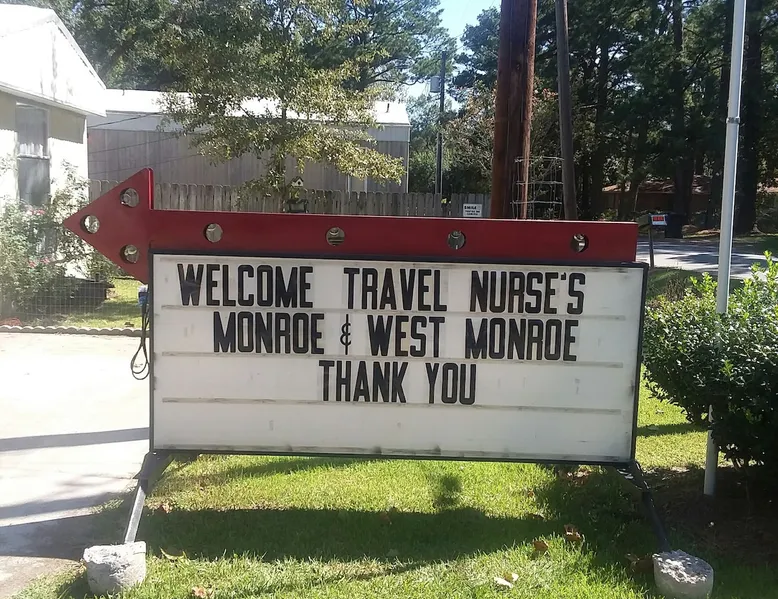 WELCOME TRAVEL NURSE'S
MONROE & WEST MONROE
THANK YOU